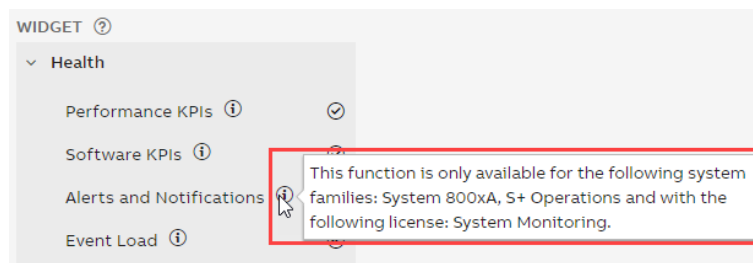 WIDGET ?
Health
Performance KPIs i
Software KPIs i
Alerts and Notifications
Event Load i
This function is only available for the following system
families: System 800xA, S+ Operations and with the
following license: System Monitoring.